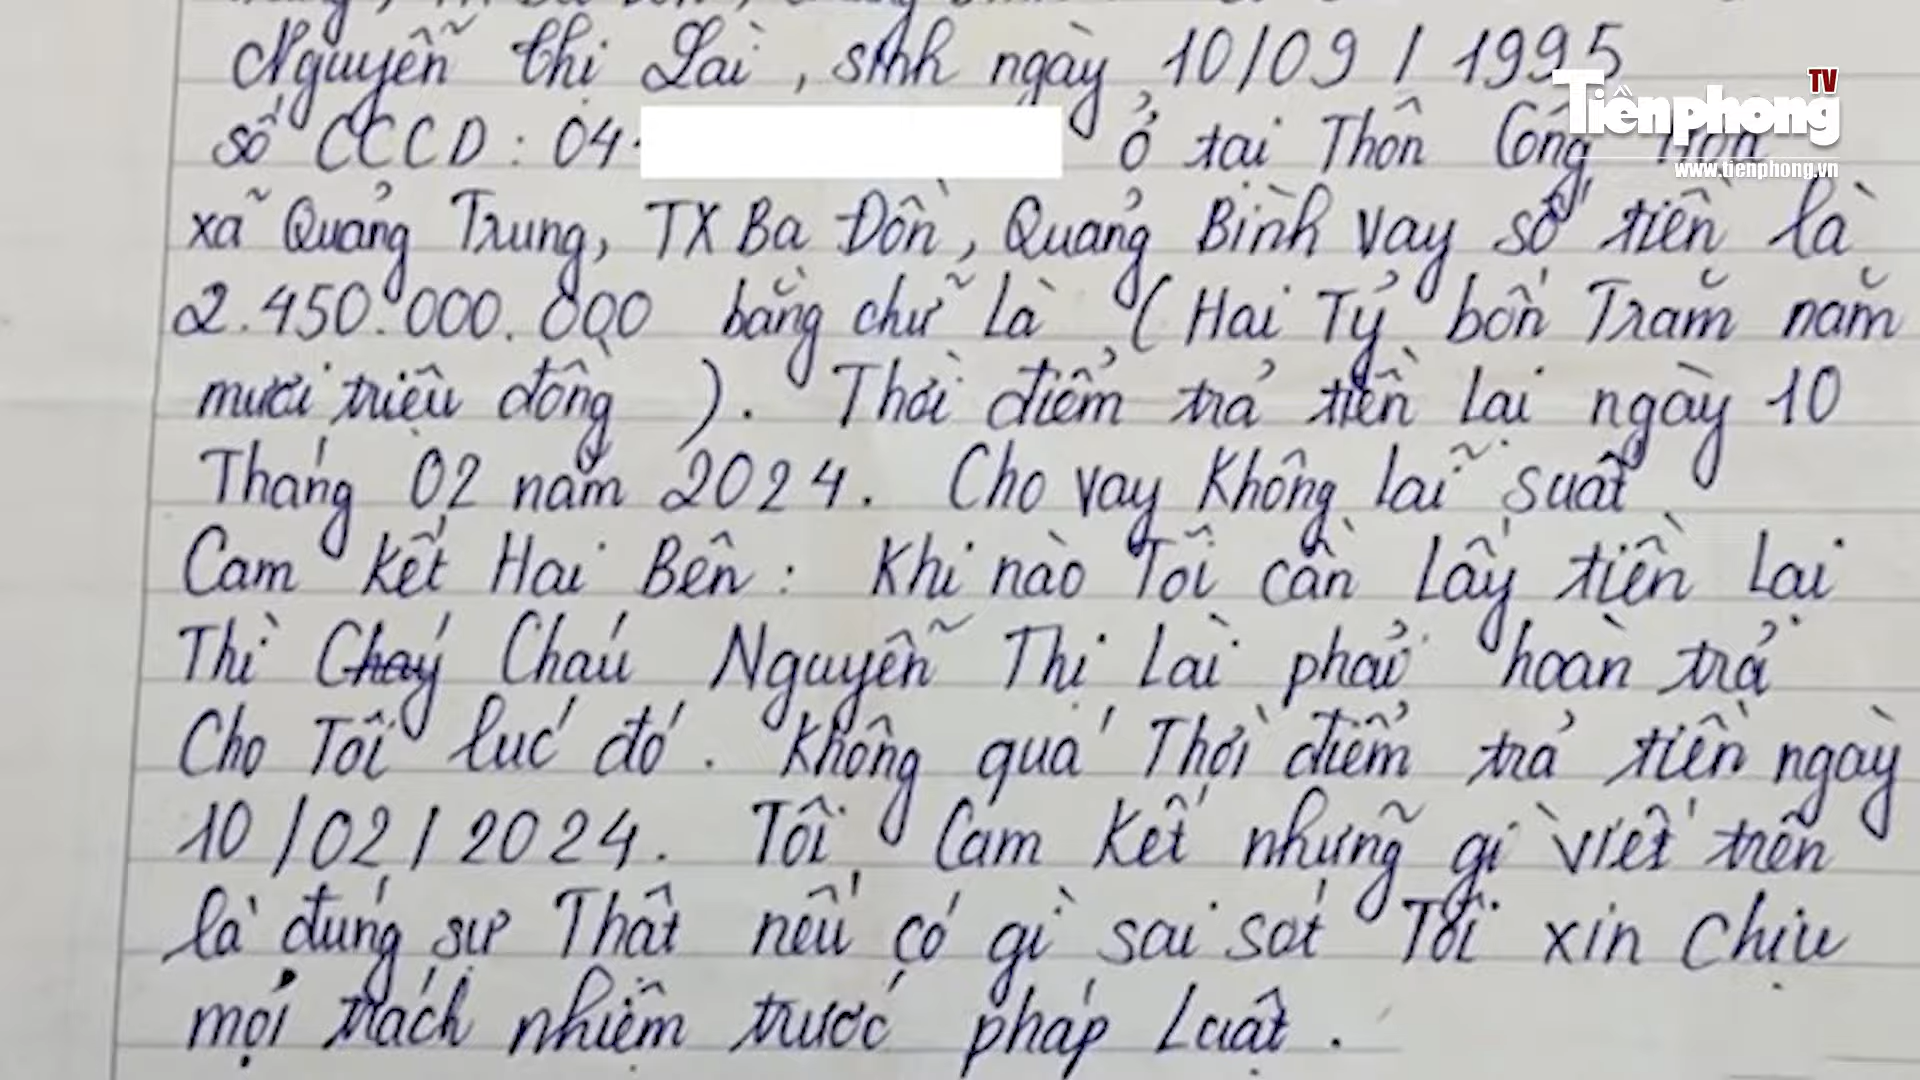 Nguyễn thị Lài, sinh ngày 10/09/1995
TV
Tiềnphong
www.tienphong.vn
số CCCD: 04. ở tại Thôn Công Hòa
xã Quảng Trung, TX Ba Đồn, Quảng Bình vay số tiền là
2.450.000.000 bằng chữ là (Hai Tỷ bốn Trăm năm
mươi triệu đồng). Thời điểm trả tiền lại ngày 10
Tháng 02 năm 2024. Cho vay không lãi suất
Cam kết Hai Bên: Khi nào Tôi cần lấy tiền lại
Thì Cháu Nguyễn Thị Lài phải hoàn trả
Cho Tôi lúc đó. không quá Thời điểm trả tiền ngày
10/02/2024. Tôi Cam kết những gì viết trên
là đúng sự Thật nếu có gì sai sót Tôi xin chịu
mọi trách nhiệm trước pháp Luật.